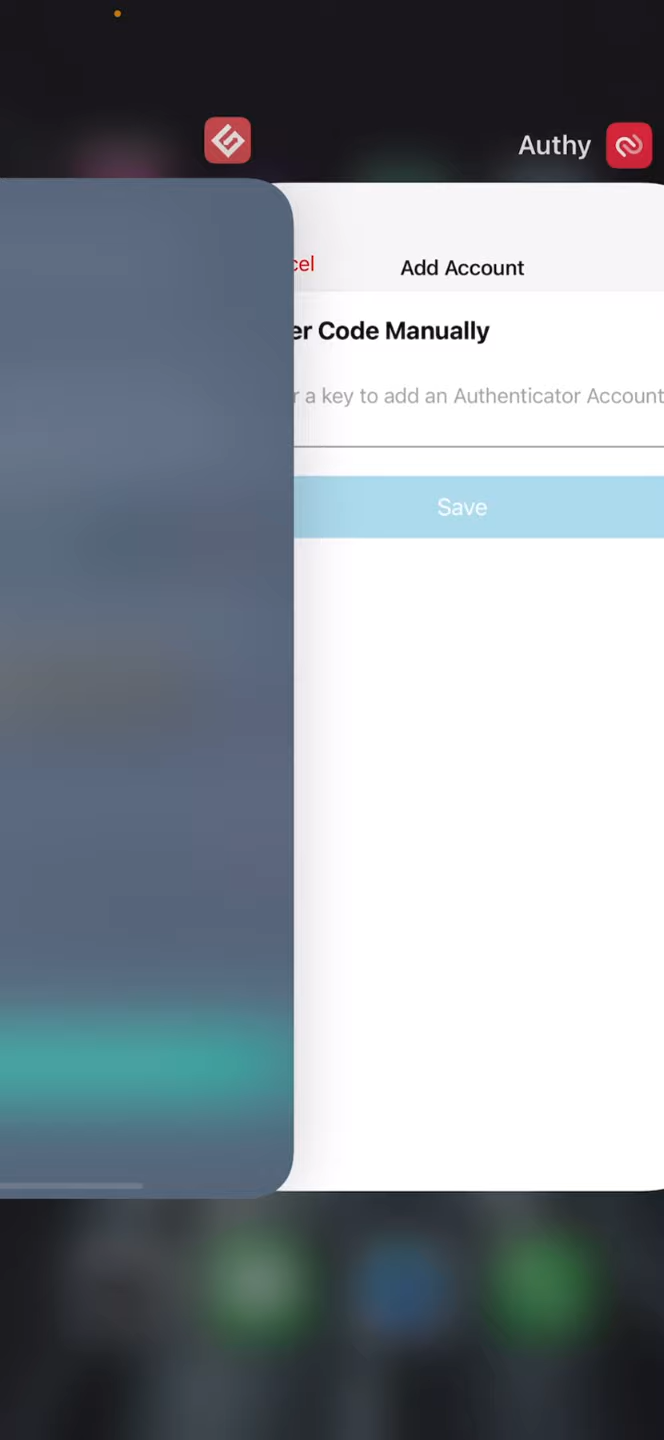 Authy
cel
Add Account
er Code Manually
r a key to add an Authenticator Account
Save